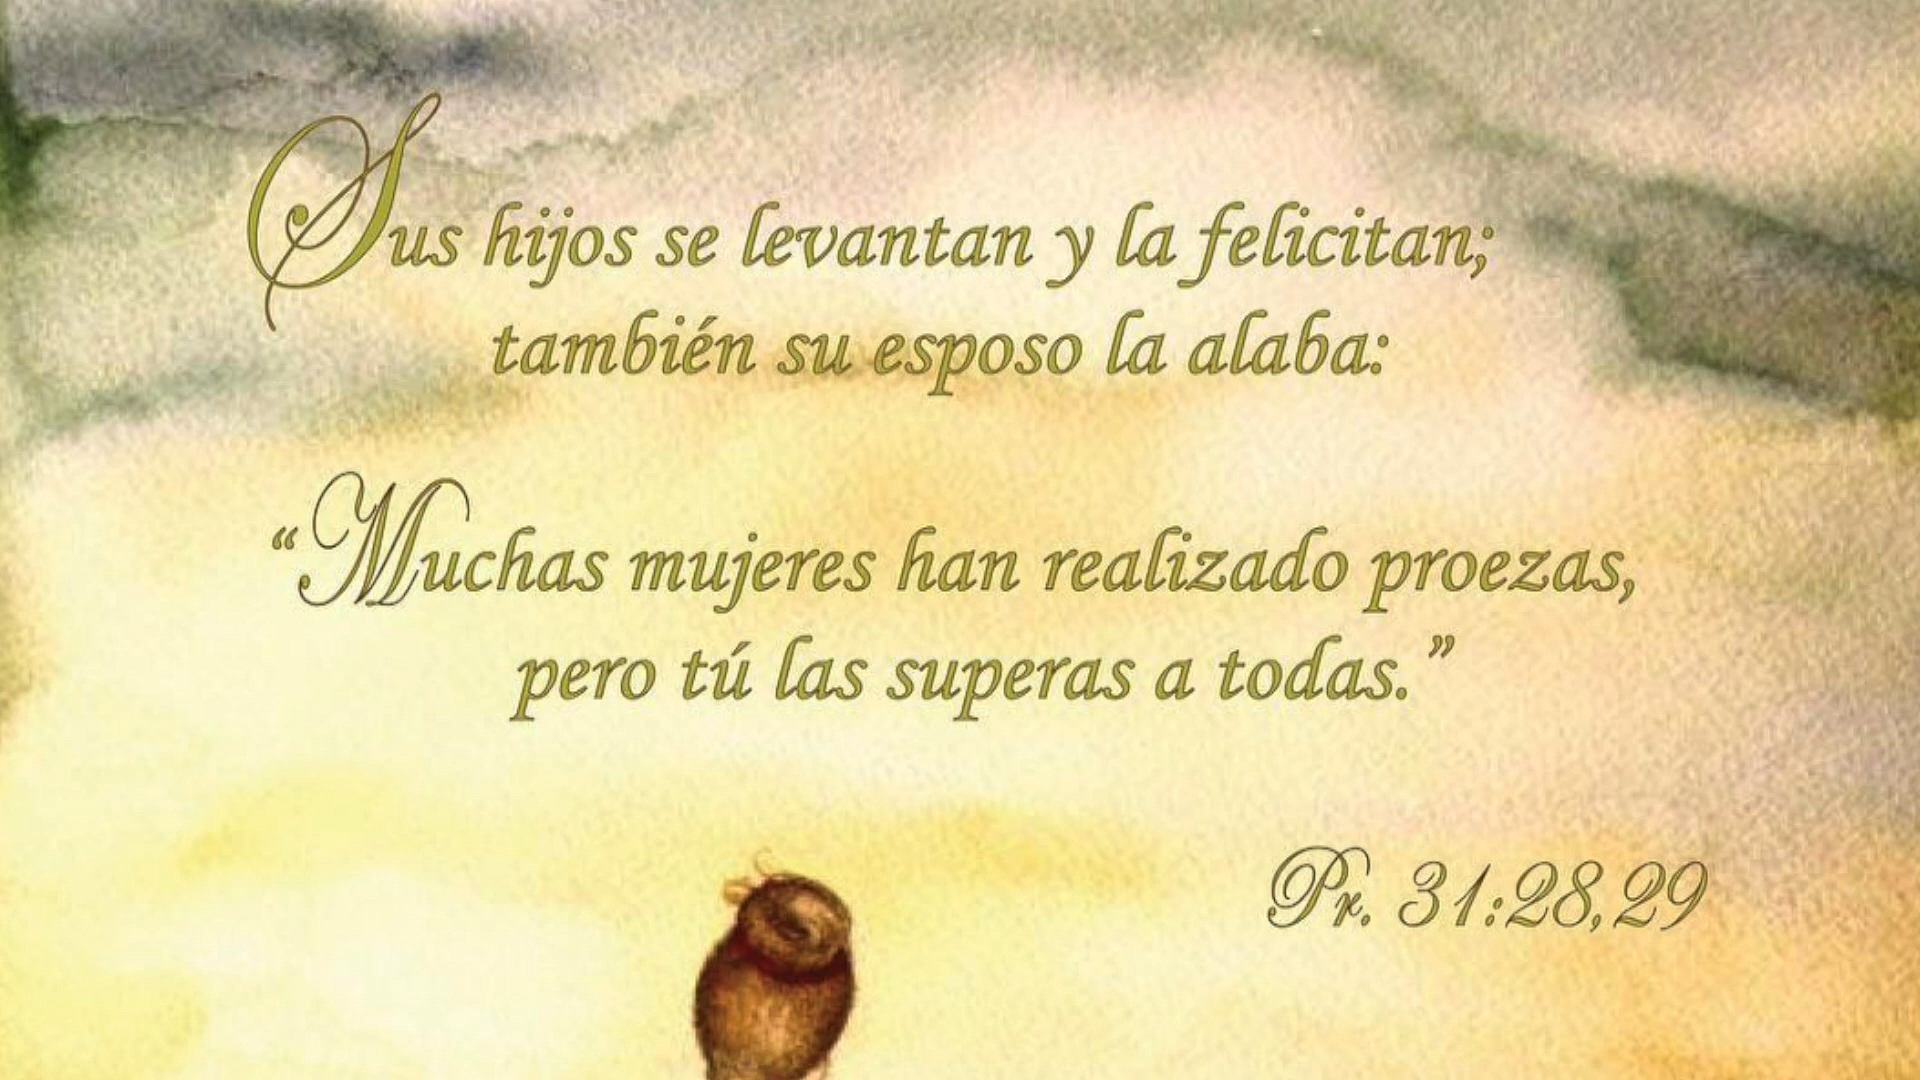 Sus hijos se levantan y la felicitan;
también su esposo la alaba:
“Muchas mujeres han realizado proezas,
pero tú las superas a todas.”
Pr. 31:28,29